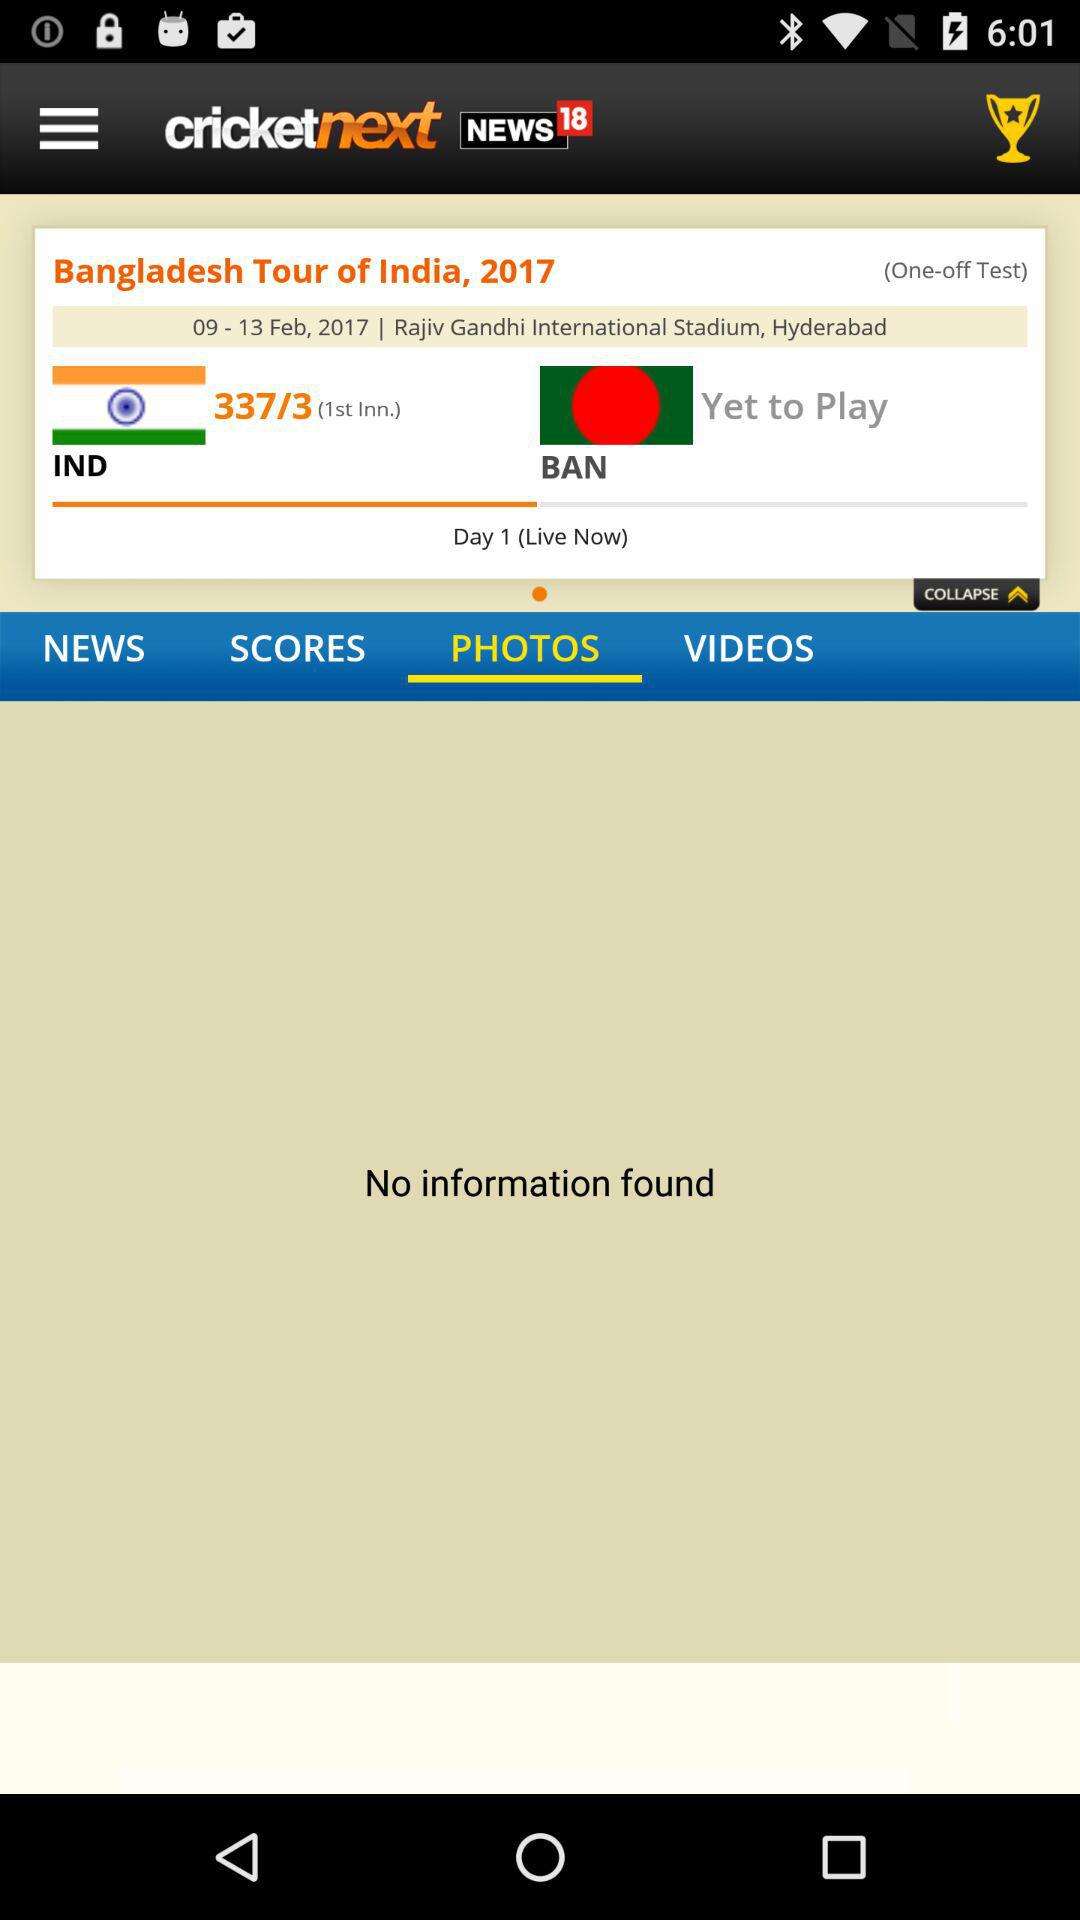 6:01
cricketnext NEWS 18
Bangladesh Tour of India, 2017 (One-off Test)
09 - 13 Feb, 2017 | Rajiv Gandhi International Stadium, Hyderabad
337/3 (1st Inn.) Yet to Play
IND BAN
Day 1 (Live Now)
COLLAPSE
NEWS SCORES PHOTOS VIDEOS
No information found